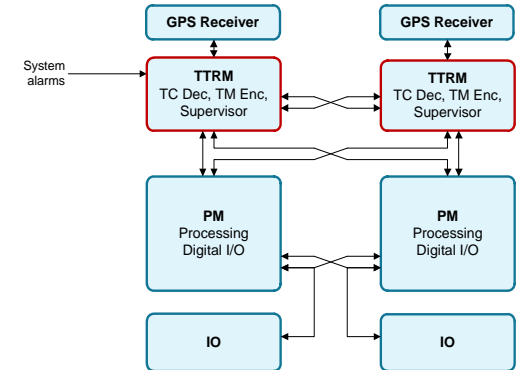 GPS Receiver
GPS Receiver
System
alarms
TTRM
TC Dec, TM Enc,
Supervisor
TTRM
TC Dec, TM Enc,
Supervisor
PM
Processing
Digital I/O
PM
Processing
Digital I/O
IO
IO